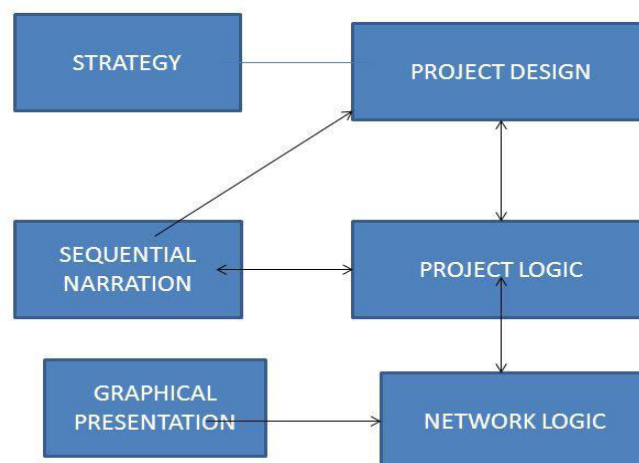 STRATEGY
PROJECT DESIGN
SEQUENTIAL
NARRATION
PROJECT LOGIC
GRAPHICAL
PRESENTATION
NETWORK LOGIC